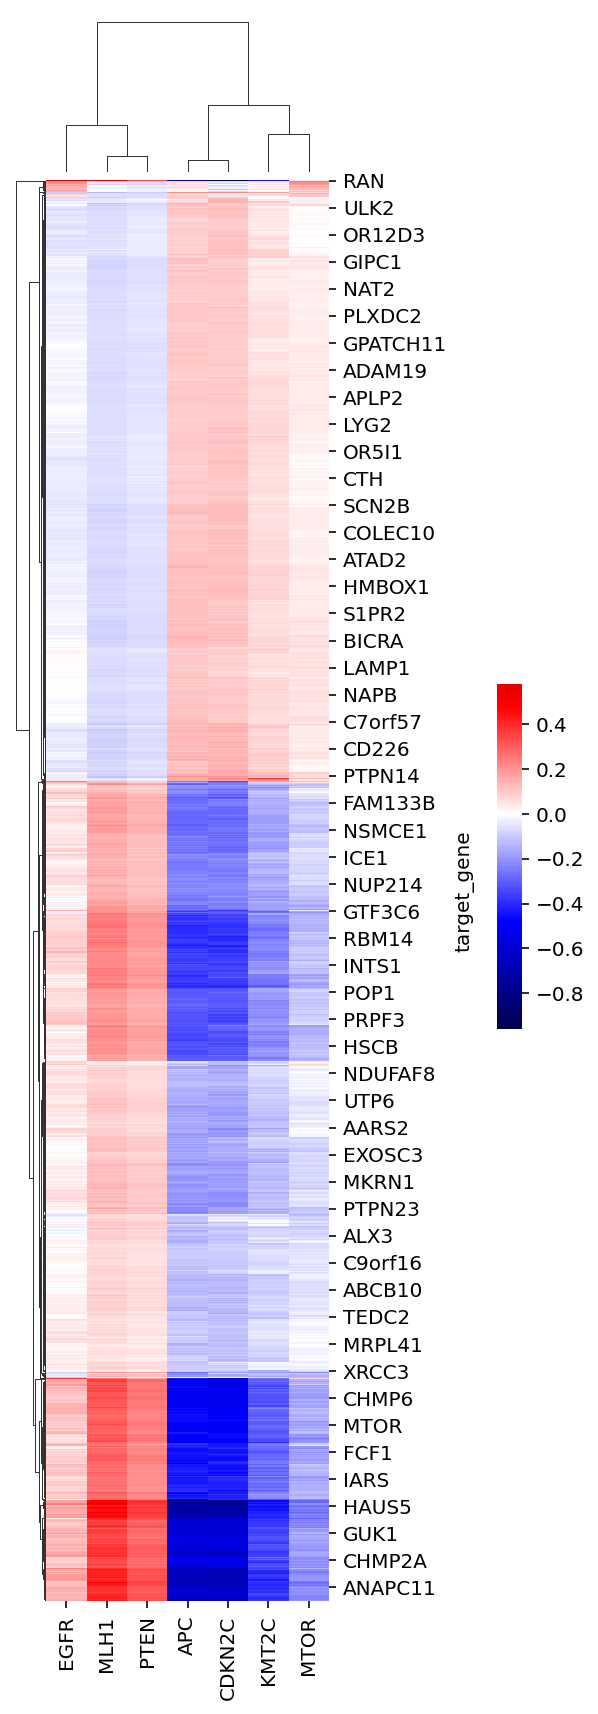 RAN
ULK2
OR12D3
GIPC1
NAT2
PLXDC2
GPATCH11
ADAM19
APLP2
LYG2
OR5I1
CTH
SCN2B
COLEC10
ATAD2
HMBOX1
S1PR2
BICRA
LAMP1
NAPB
C7orf57
CD226
PTPN14
FAM133B
NSMCE1
ICE1
NUP214
GTF3C6
RBM14
INTS1
POP1
PRPF3
HSCB
NDUFAF8
UTP6
AARS2
EXOSC3
MKRN1
PTPN23
ALX3
C9orf16
ABCB10
TEDC2
MRPL41
XRCC3
CHMP6
MTOR
FCF1
IARS
HAUS5
GUK1
CHMP2A
ANAPC11
EGFR
MLH1
PTEN
APC
CDKN2C
KMT2C
MTOR
target_gene
0.4
0.2
0.0
−0.2
−0.4
−0.6
−0.8